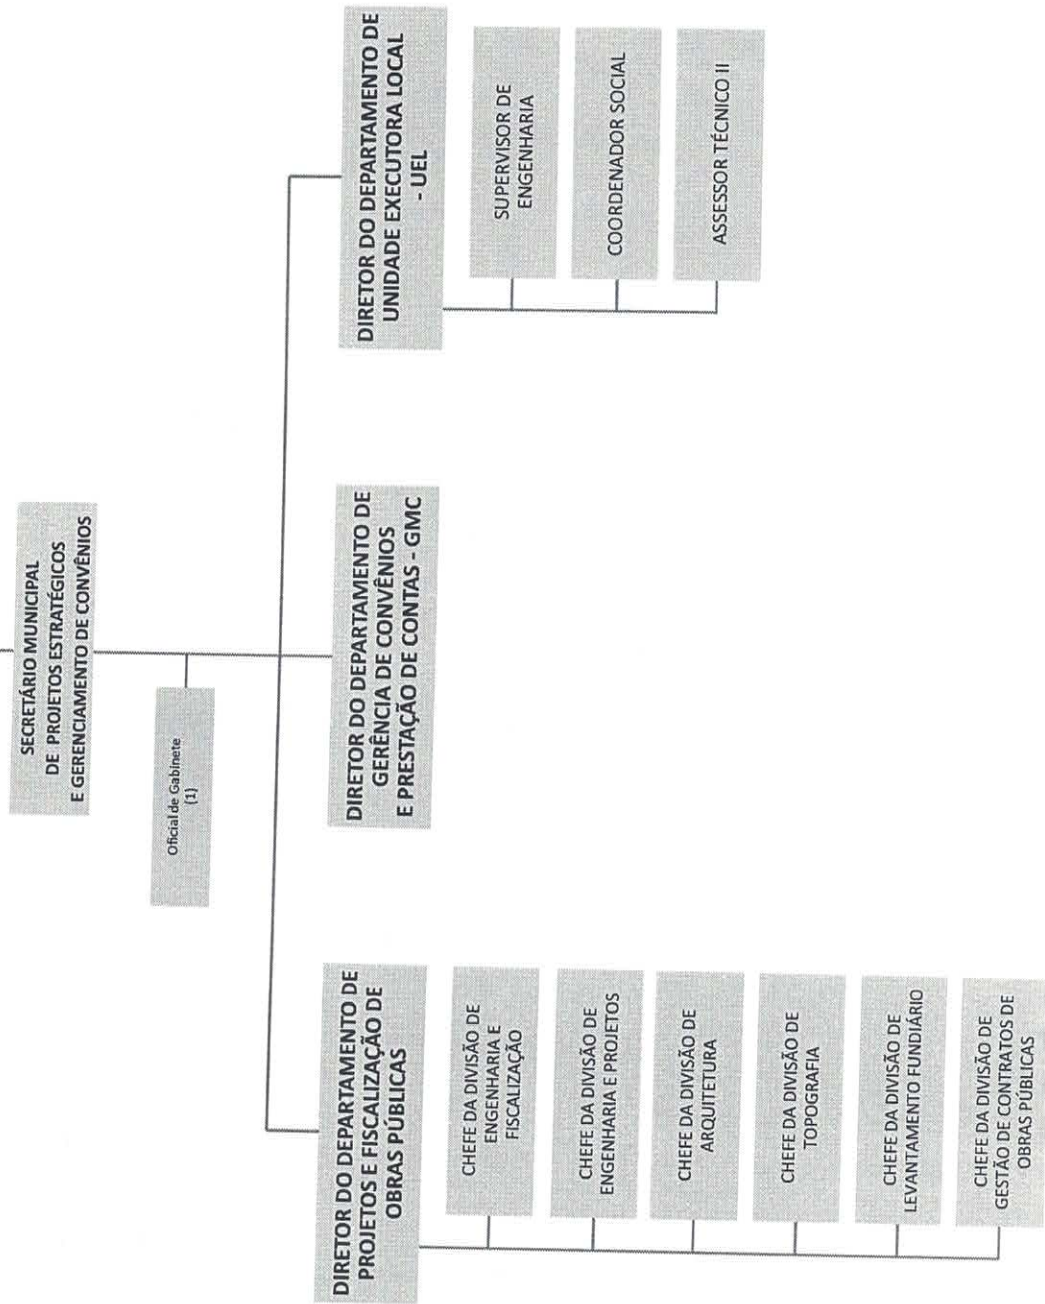 SECRETÁRIO MUNICIPAL
DE PROJETOS ESTRATÉGICOS
E GERENCIAMENTO DE CONVÊNIOS
Oficial de Gabinete
(1)
DIRETOR DO DEPARTAMENTO DE
PROJETOS E FISCALIZAÇÃO DE
OBRAS PÚBLICAS
CHEFE DA DIVISÃO DE
ENGENHARIA E
FISCALIZAÇÃO
CHEFE DA DIVISÃO DE
ENGENHARIA E PROJETOS
CHEFE DA DIVISÃO DE
ARQUITETURA
CHEFE DA DIVISÃO DE
TOPOGRAFIA
CHEFE DA DIVISÃO DE
LEVANTAMENTO FUNDIÁRIO
CHEFE DA DIVISÃO DE
GESTÃO DE CONTRATOS DE
OBRAS PÚBLICAS
DIRETOR DO DEPARTAMENTO DE
GERÊNCIA DE CONVÊNIOS
E PRESTAÇÃO DE CONTAS - GMC
DIRETOR DO DEPARTAMENTO DE
UNIDADE EXECUTORA LOCAL
- UEL
SUPERVISOR DE
ENGENHARIA
COORDENADOR SOCIAL
ASSESSOR TÉCNICO II